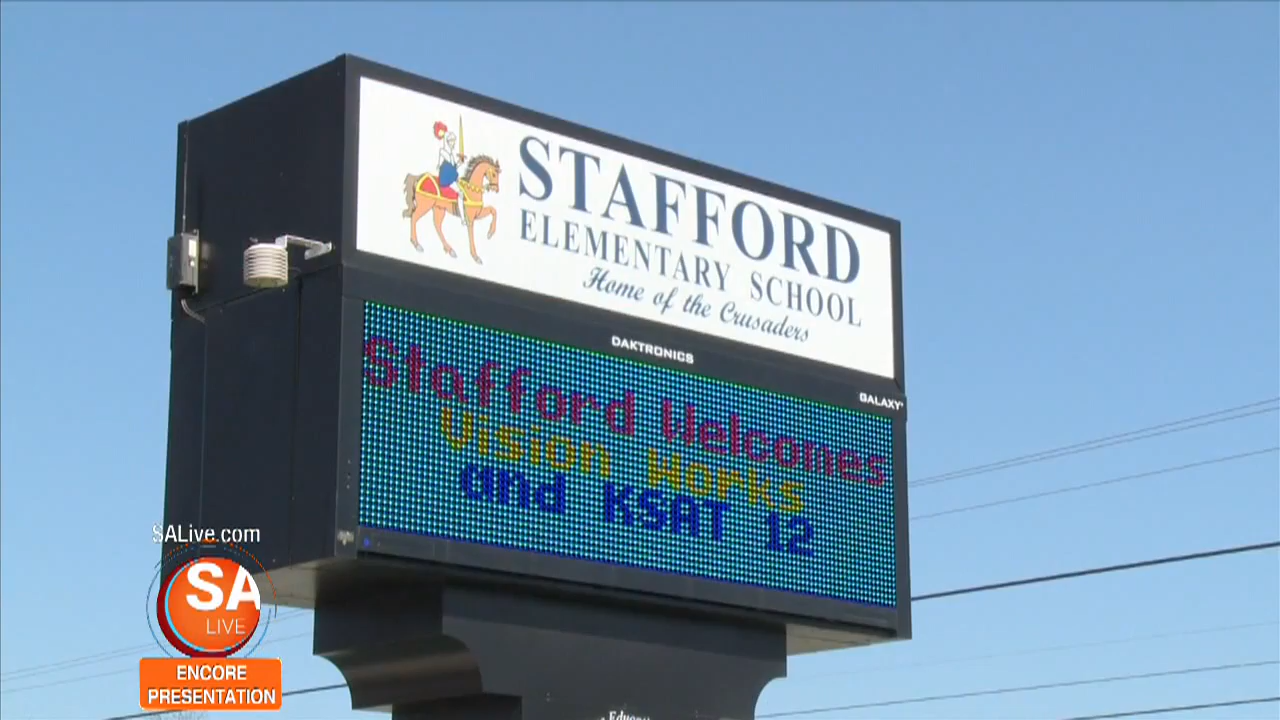 STAFFORD
ELEMENTARY SCHOOL
Home of the Crusaders
DAKTRONICS
GALAXY
Stafford Welcomes
Vision Works
and KSAT 12
SALive.com
SA
LIVE
ENCORE
PRESENTATION